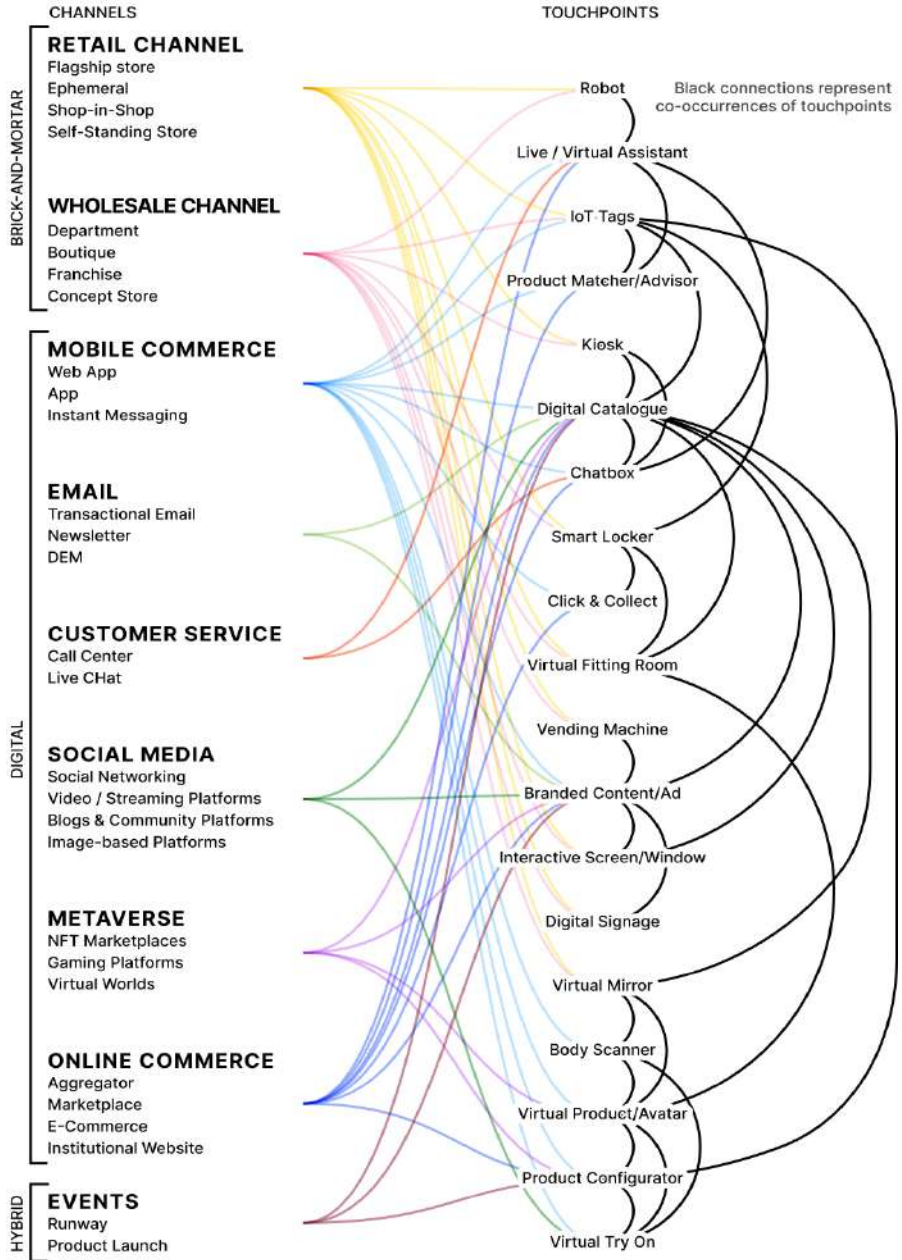 CHANNELS
TOUCHPOINTS
BRICK-AND-MORTAR
RETAIL CHANNEL
Flagship store
Ephemeral
Shop-in-Shop
Self-Standing Store
WHOLESALE CHANNEL
Department
Boutique
Franchise
Concept Store
DIGITAL
MOBILE COMMERCE
Web App
App
Instant Messaging
EMAIL
Transactional Email
Newsletter
DEM
CUSTOMER SERVICE
Call Center
Live CHat
SOCIAL MEDIA
Social Networking
Video / Streaming Platforms
Blogs & Community Platforms
Image-based Platforms
METAVERSE
NFT Marketplaces
Gaming Platforms
Virtual Worlds
ONLINE COMMERCE
Aggregator
Marketplace
E-Commerce
Institutional Website
HYBRID
EVENTS
Runway
Product Launch
Robot
Live / Virtual Assistant
IoT Tags
Product Matcher/Advisor
Kiosk
Digital Catalogue
Chatbox
Smart Locker
Click & Collect
Virtual Fitting Room
Vending Machine
Branded Content/Ad
Interactive Screen/Window
Digital Signage
Virtual Mirror
Body Scanner
Virtual Product/Avatar
Product Configurator
Virtual Try On
Black connections represent
co-occurrences of touchpoints